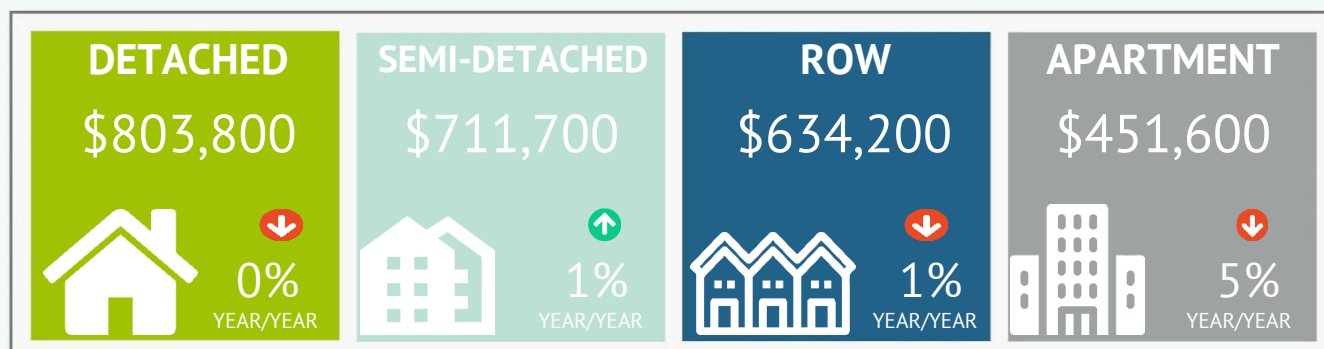 DETACHED
$803,800
0%
YEAR/YEAR
SEMI-DETACHED
$711,700
1%
YEAR/YEAR
ROW
$634,200
1%
YEAR/YEAR
APARTMENT
$451,600
5%
YEAR/YEAR